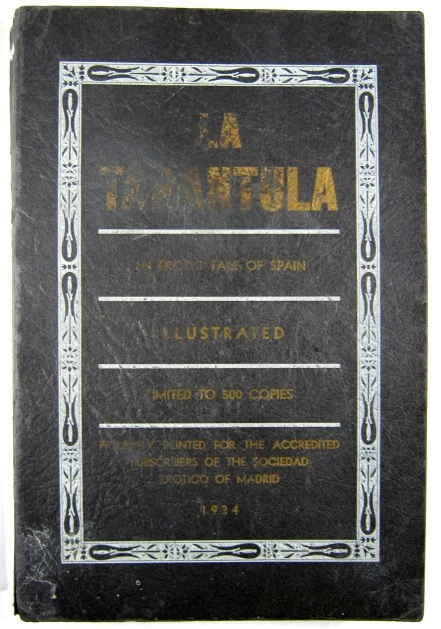 LA
TARANTULA
AN EROTIC TALE OF SPAIN
ILLUSTRATED
LIMITED TO 500 COPIES
PRIVATELY PRINTED FOR THE ACCREDITED
SUBSCRIBERS OF THE SOCIEDAD
EROTICO OF MADRID
1934